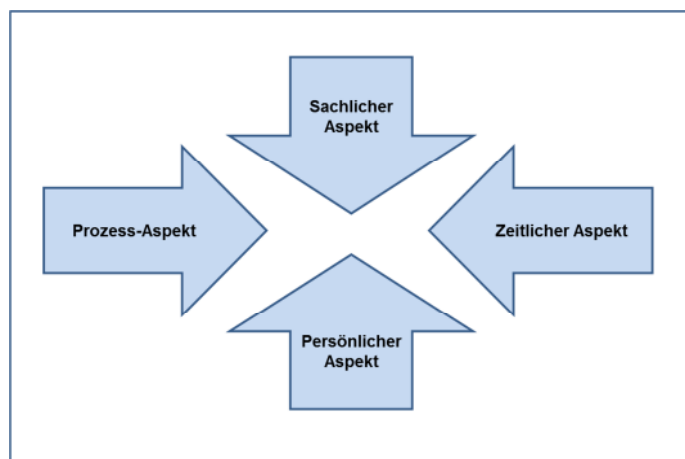 Sachlicher
Aspekt
Prozess-Aspekt
Zeitlicher Aspekt
Persönlicher
Aspekt